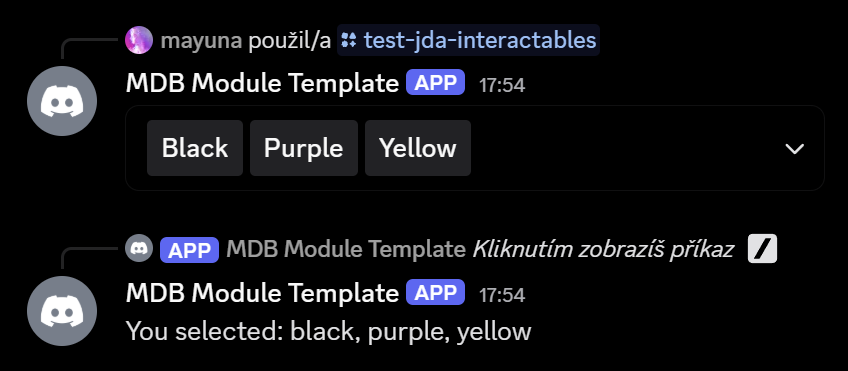 mayuna použil/a test-jda-interactables
MDB Module Template APP 17:54
Black Purple Yellow
APP MDB Module Template Kliknutím zobrazíš příkaz
MDB Module Template APP 17:54
You selected: black, purple, yellow